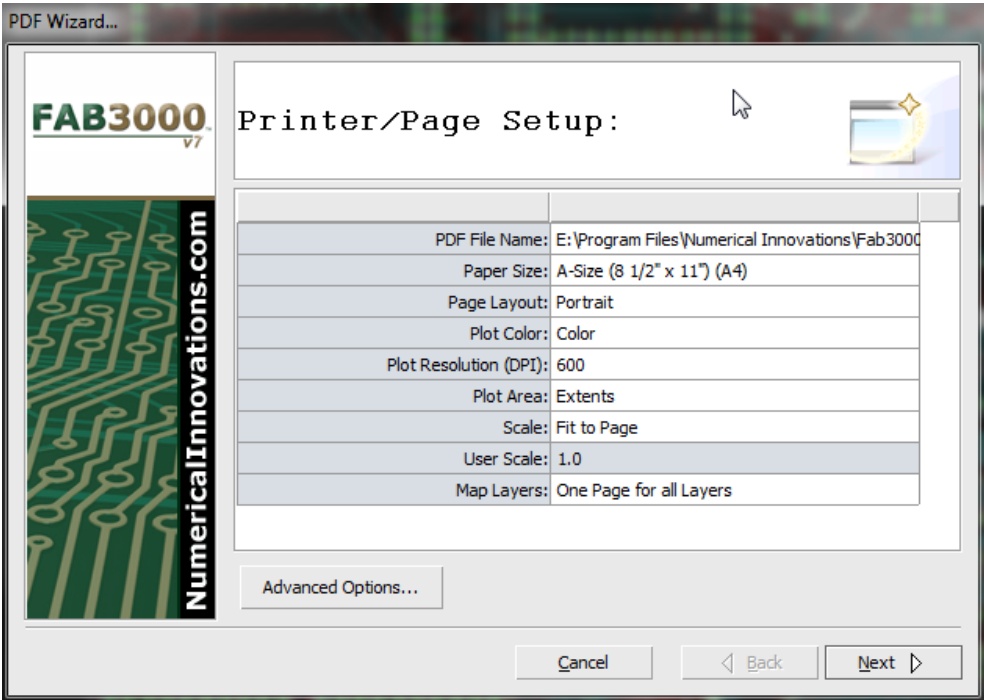 PDF Wizard...
FAB3000
v7
NumericalInnovations.com
Printer/Page Setup:
PDF File Name: E:\Program Files\Numerical Innovations\Fab3000
Paper Size: A-Size (8 1/2" x 11") (A4)
Page Layout: Portrait
Plot Color: Color
Plot Resolution (DPI): 600
Plot Area: Extents
Scale: Fit to Page
User Scale: 1.0
Map Layers: One Page for all Layers
Advanced Options...
Cancel
Back
Next